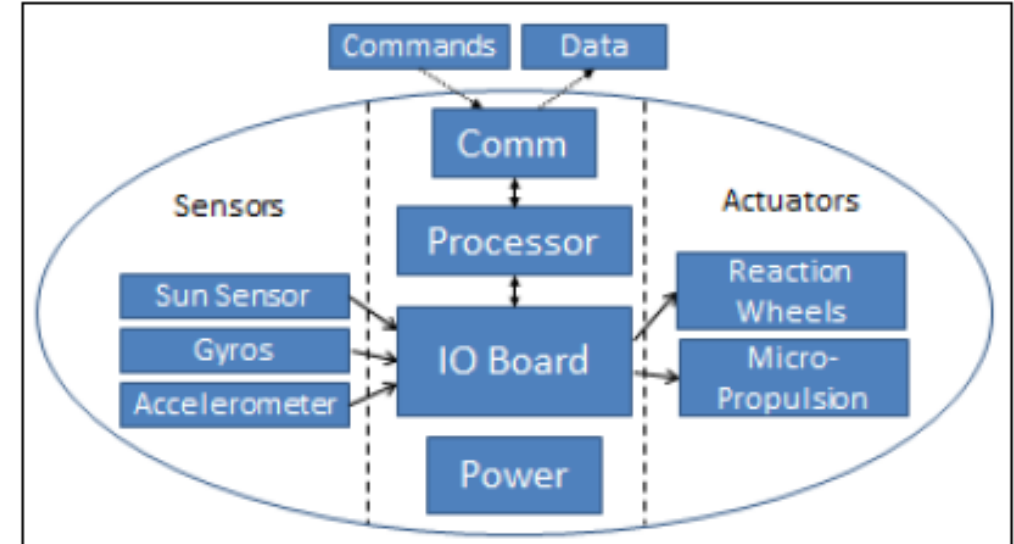 Commands
Data
Comm
Sensors
Actuators
Processor
Sun Sensor
Gyros
Accelerometer
IO Board
Reaction
Wheels
Micro-
Propulsion
Power